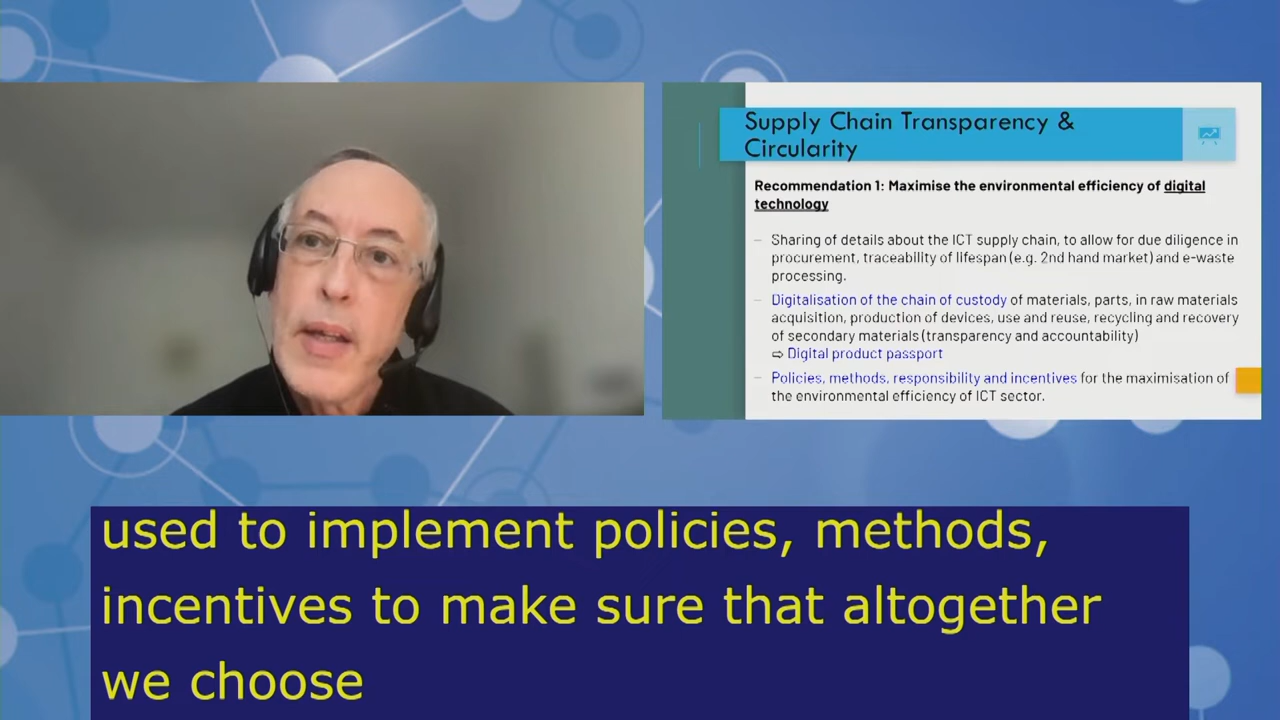 Supply Chain Transparency &
Circularity
Recommendation 1: Maximise the environmental efficiency of digital
technology
– Sharing of details about the ICT supply chain, to allow for due diligence in
procurement, traceability of lifespan (e.g. 2nd hand market) and e-waste
processing.
– Digitalisation of the chain of custody of materials, parts, in raw materials
acquisition, production of devices, use and reuse, recycling and recovery
of secondary materials (transparency and accountability)
⇨ Digital product passport
– Policies, methods, responsibility and incentives for the maximisation of
the environmental efficiency of ICT sector.
used to implement policies, methods,
incentives to make sure that altogether
we choose